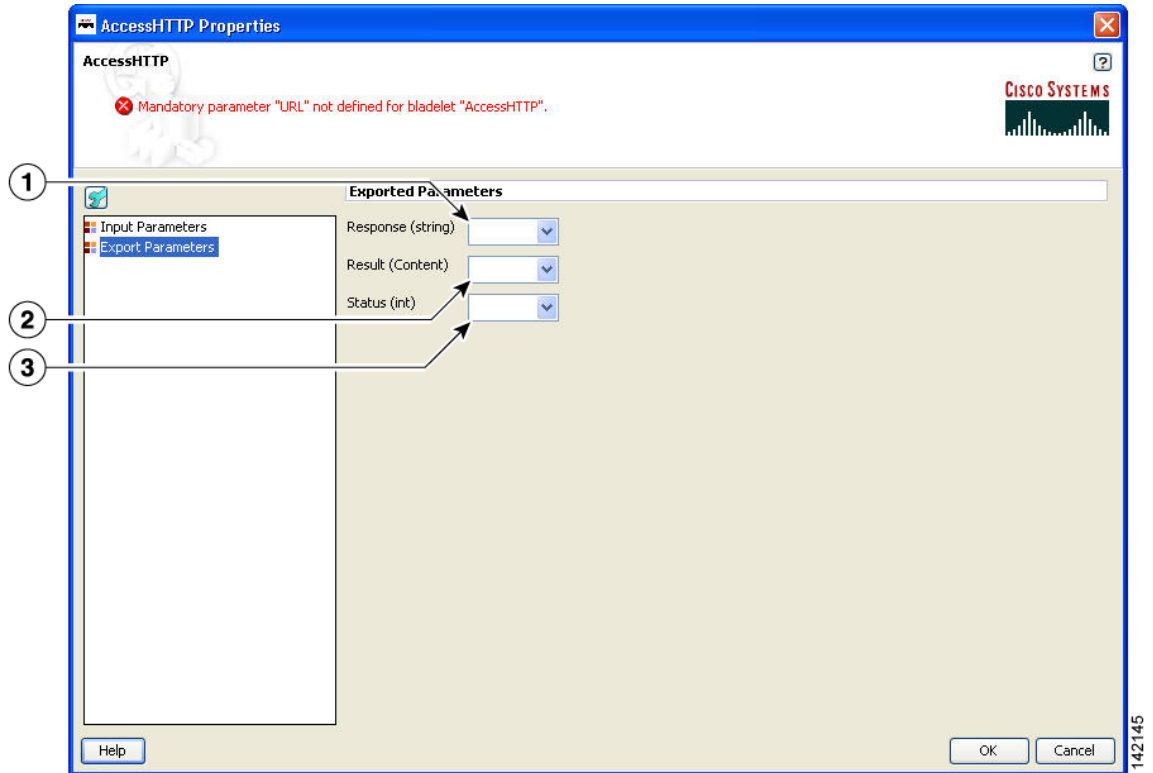 AccessHTTP Properties
AccessHTTP
Mandatory parameter "URL" not defined for bladelet "AccessHTTP".
CISCO SYSTEMS
1
Exported Parameters
Input Parameters
Export Parameters
Response (string)
Result (Content)
2
Status (int)
3
Help
OK
Cancel
142145